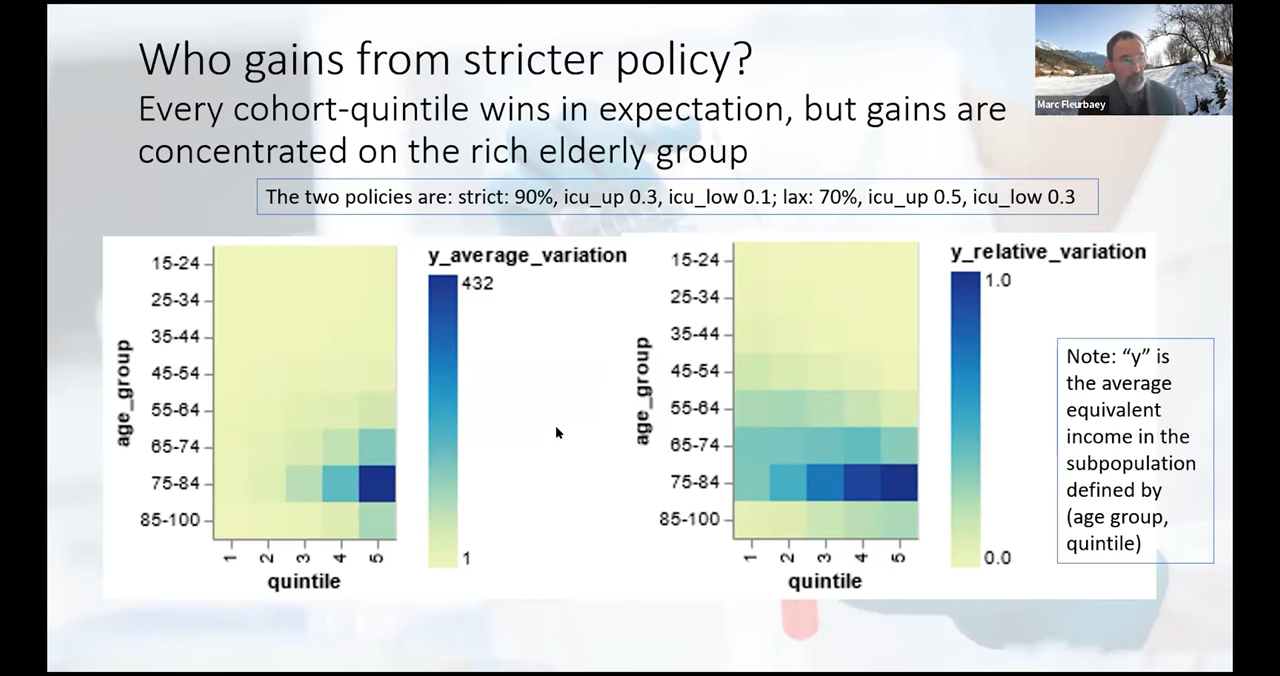 Who gains from stricter policy?
Every cohort-quintile wins in expectation, but gains are
concentrated on the rich elderly group
Marc Fleurbaey
The two policies are: strict: 90%, icu_up 0.3, icu_low 0.1; lax: 70%, icu_up 0.5, icu_low 0.3
y_average_variation
432
1
age_group
15-24
25-34
35-44
45-54
55-64
65-74
75-84
85-100
1 2 3 4 5
quintile
y_relative_variation
1.0
0.0
age_group
15-24
25-34
35-44
45-54
55-64
65-74
75-84
85-100
1 2 3 4 5
quintile
Note: “y” is
the average
equivalent
income in the
subpopulation
defined by
(age group,
quintile)